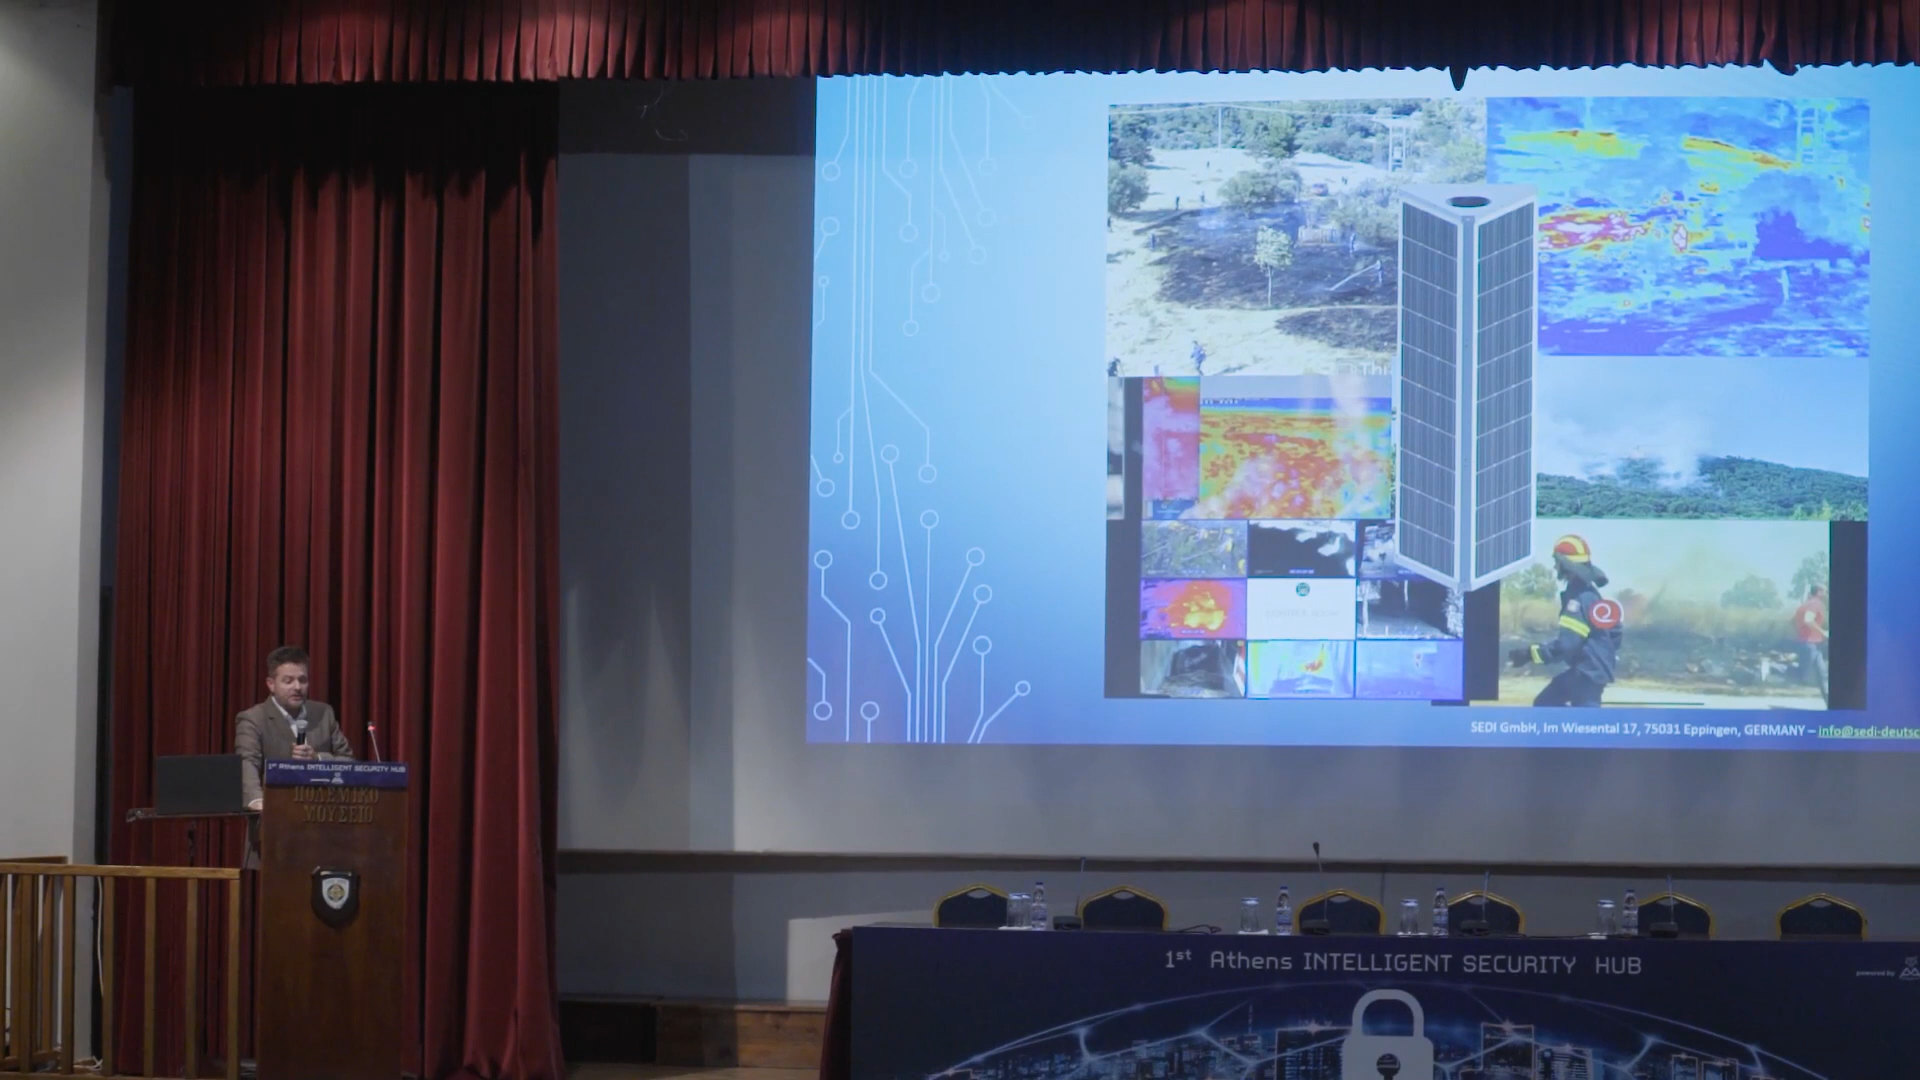 SEDI GmbH, Im Wiesental 17, 75031 Eppingen, GERMANY – info@sedi-deutsc
1st Athens INTELLIGENT SECURITY HUB
ΠΟΛΕΜΙΚΟ
ΜΟΥΣΕΙΟ
1st Athens INTELLIGENT SECURITY HUB
powered by